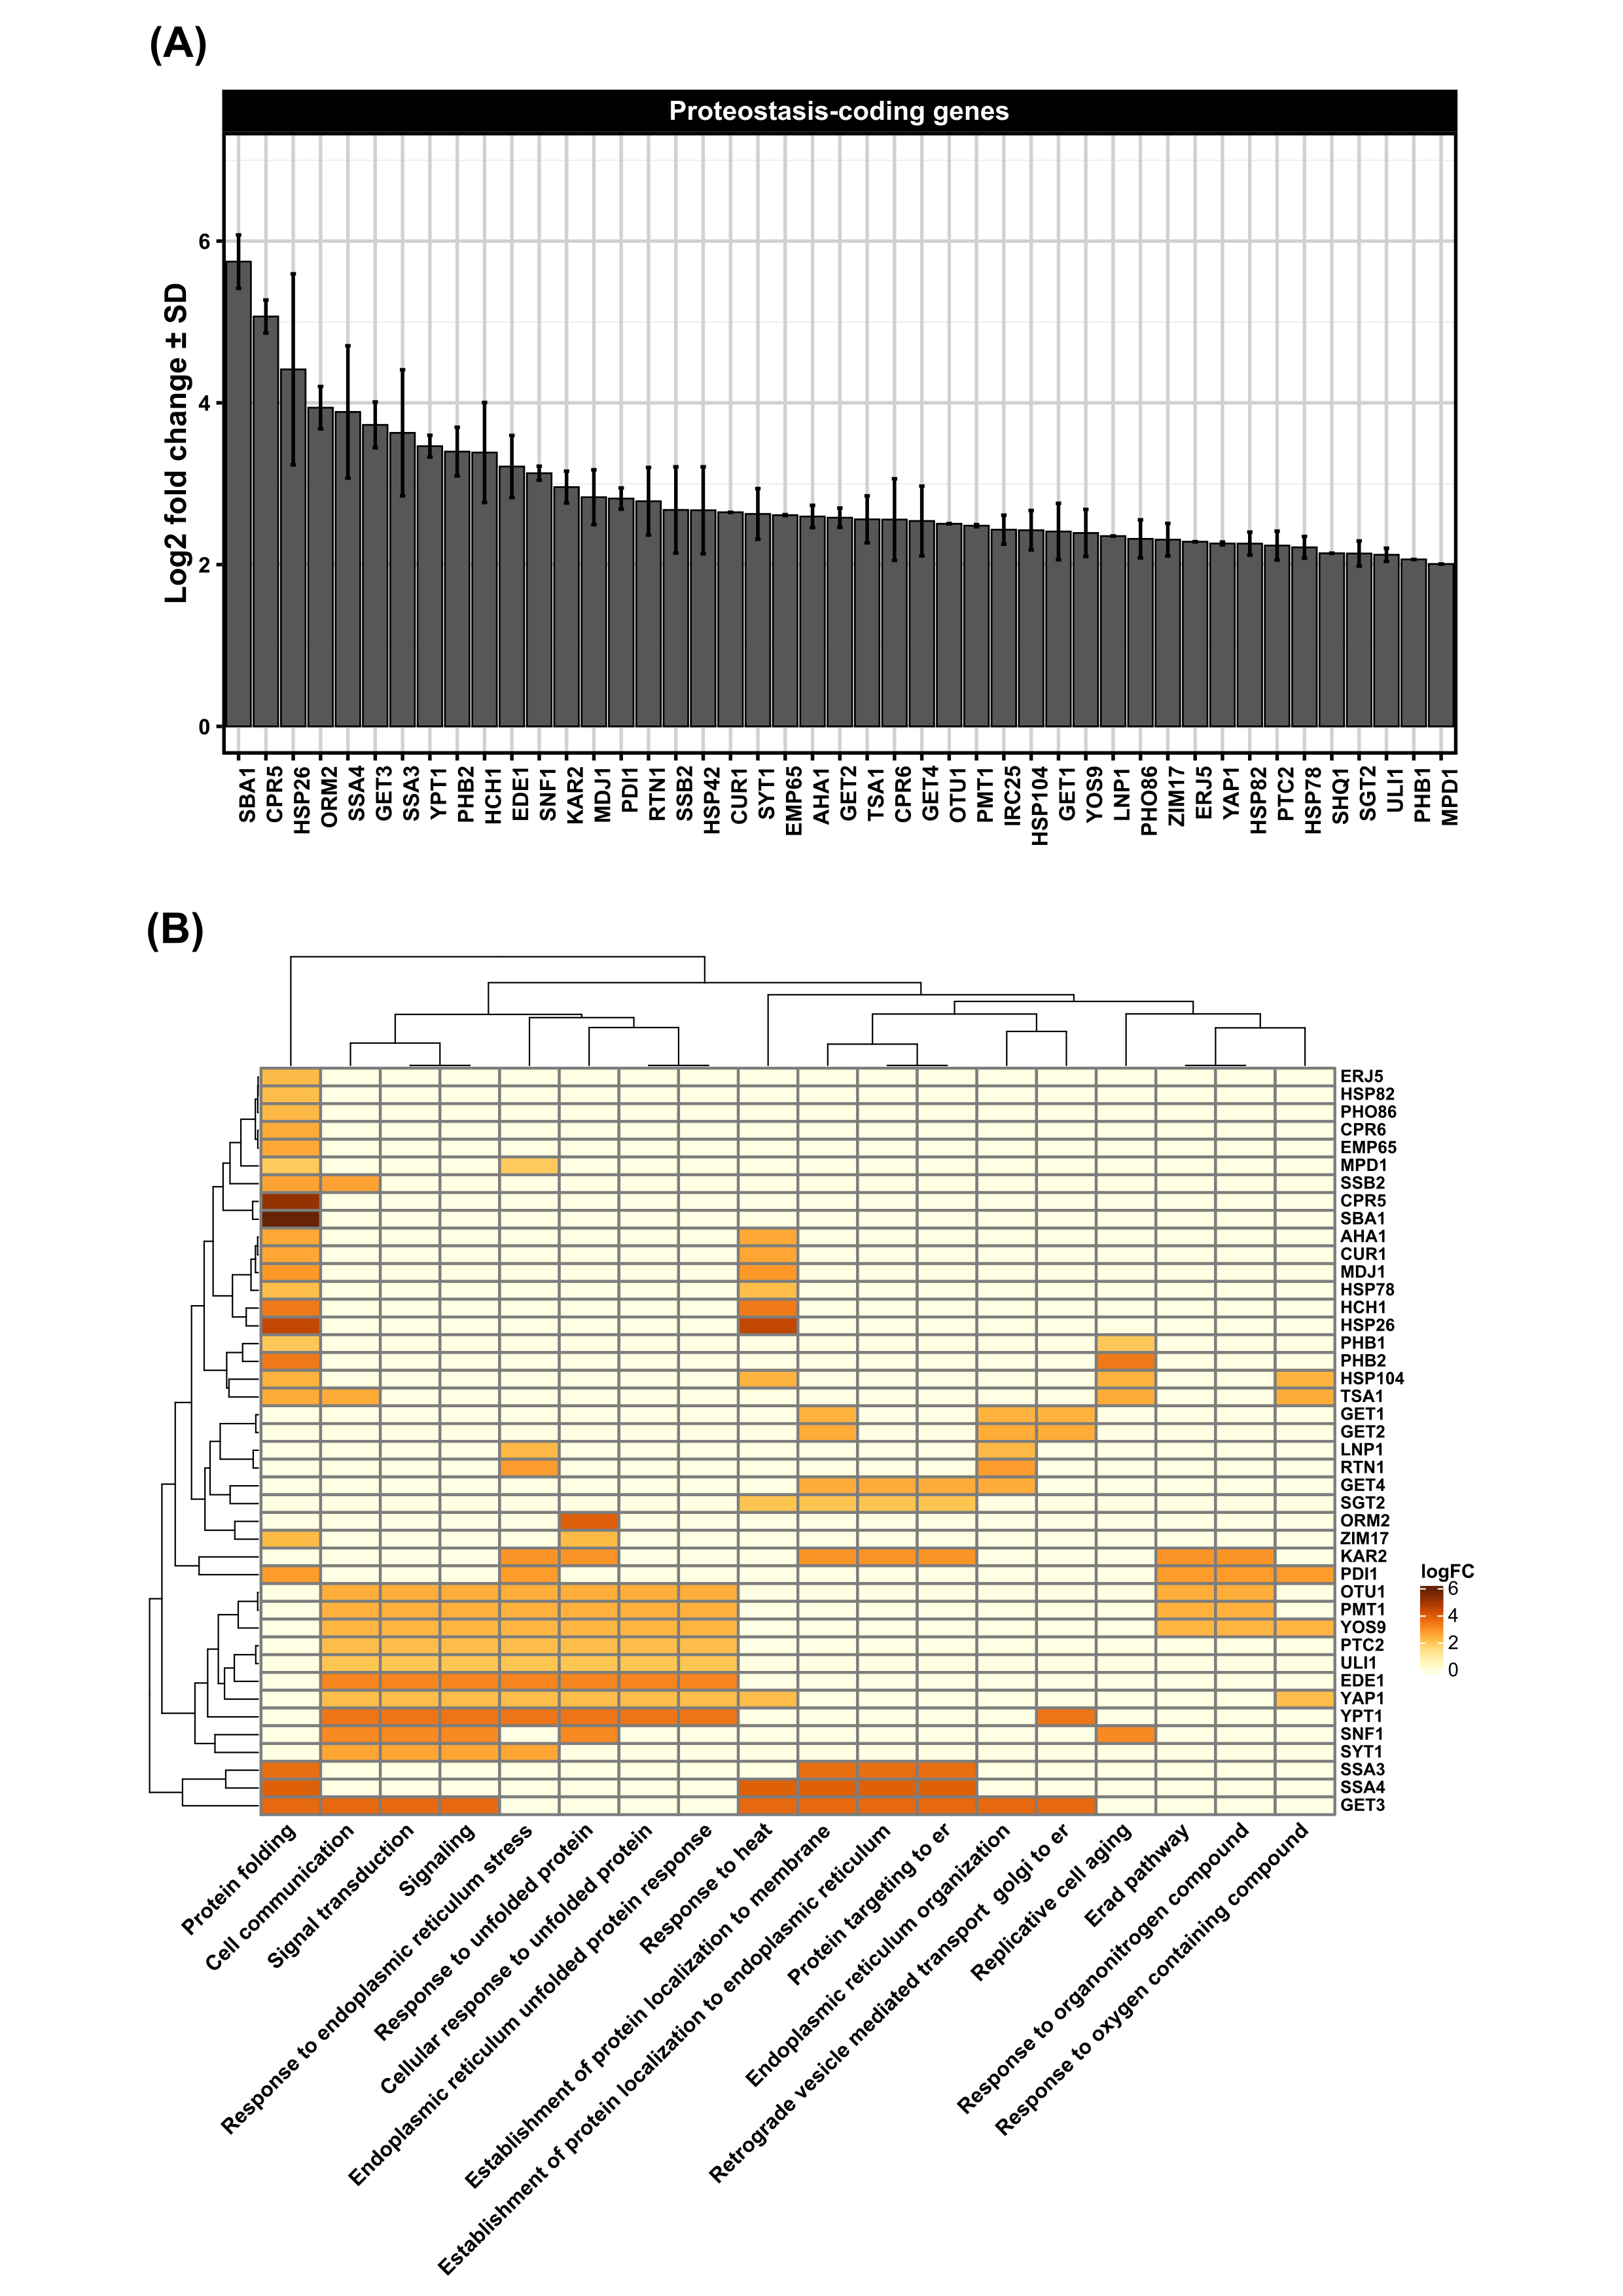 (A)
Proteostasis-coding genes
Log2 fold change ± SD
6
4
2
0
SBA1
CPR5
HSP26
ORM2
SSA4
GET3
SSA3
YPT1
PHB2
HCH1
EDE1
SNF1
KAR2
MDJ1
PDI1
RTN1
SSB2
HSP42
CUR1
SYT1
EMP65
AHA1
GET2
TSA1
CPR6
GET4
OTU1
PMT1
IRC25
HSP104
GET1
YOS9
LNP1
PHO86
ZIM17
ERJ5
YAP1
HSP82
PTC2
HSP78
SHQ1
SGT2
ULI1
PHB1
MPD1
(B)
ERJ5
HSP82
PHO86
CPR6
EMP65
MPD1
SSB2
CPR5
SBA1
AHA1
CUR1
MDJ1
HSP78
HCH1
HSP26
PHB1
PHB2
HSP104
TSA1
GET1
GET2
LNP1
RTN1
GET4
SGT2
ORM2
ZIM17
KAR2
PDI1
OTU1
PMT1
YOS9
PTC2
ULI1
EDE1
YAP1
YPT1
SNF1
SYT1
SSA3
SSA4
GET3
logFC
6
4
2
0
Protein folding
Cell communication
Signal transduction
Signaling
Response to endoplasmic reticulum stress
Response to unfolded protein
Cellular response to unfolded protein
Endoplasmic reticulum unfolded protein response
Response to heat
Establishment of protein localization to membrane
Establishment of protein localization to endoplasmic reticulum
Protein targeting to er
Endoplasmic reticulum organization
Retrograde vesicle mediated transport  golgi to er
Replicative cell aging
Erad pathway
Response to organonitrogen compound
Response to oxygen containing compound